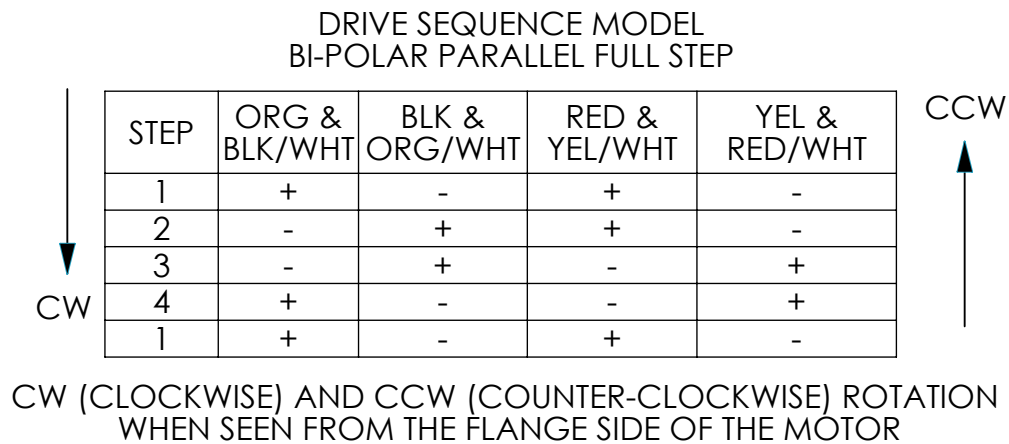 DRIVE SEQUENCE MODEL
BI-POLAR PARALLEL FULL STEP
STEP ORG & BLK & RED & YEL &
BLK/WHT ORG/WHT YEL/WHT RED/WHT
1 + - + -
2 - + + -
3 - + - +
4 + - - +
1 + - + -
CW
CCW
CW (CLOCKWISE) AND CCW (COUNTER-CLOCKWISE) ROTATION
WHEN SEEN FROM THE FLANGE SIDE OF THE MOTOR